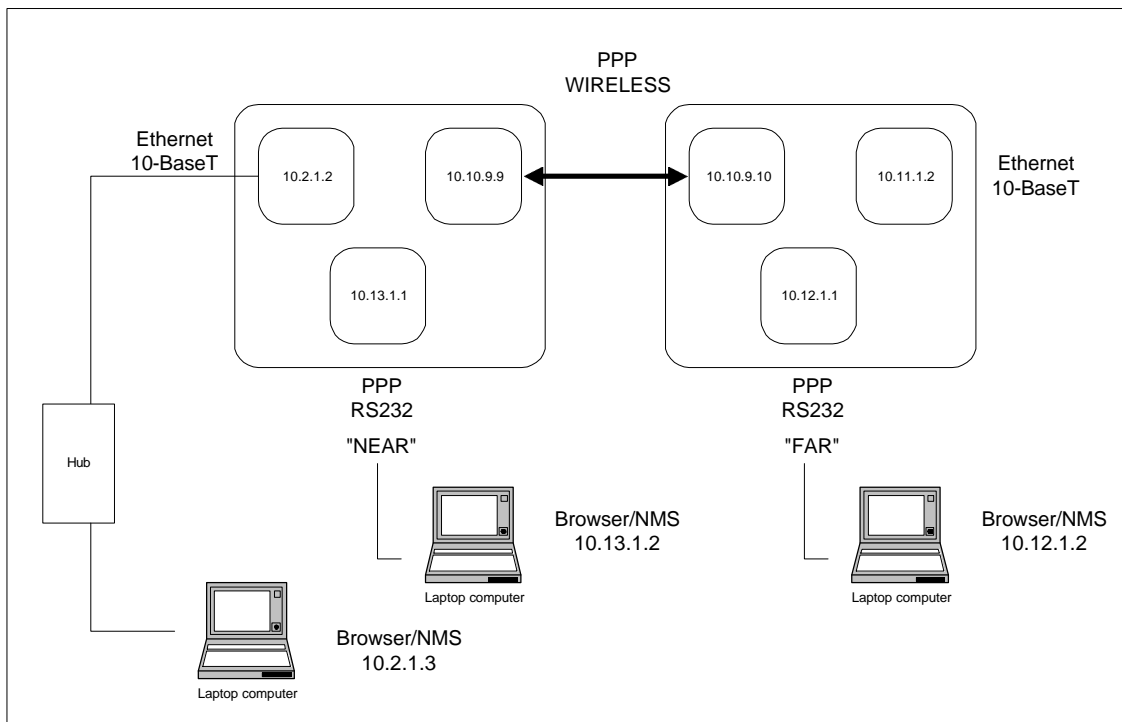 PPP
WIRELESS
Ethernet
10-BaseT
10.2.1.2
10.10.9.9
10.10.9.10
10.11.1.2
Ethernet
10-BaseT
10.13.1.1
10.12.1.1
PPP
RS232
"NEAR"
PPP
RS232
"FAR"
Hub
Browser/NMS
10.13.1.2
Laptop computer
Browser/NMS
10.12.1.2
Laptop computer
Browser/NMS
10.2.1.3
Laptop computer